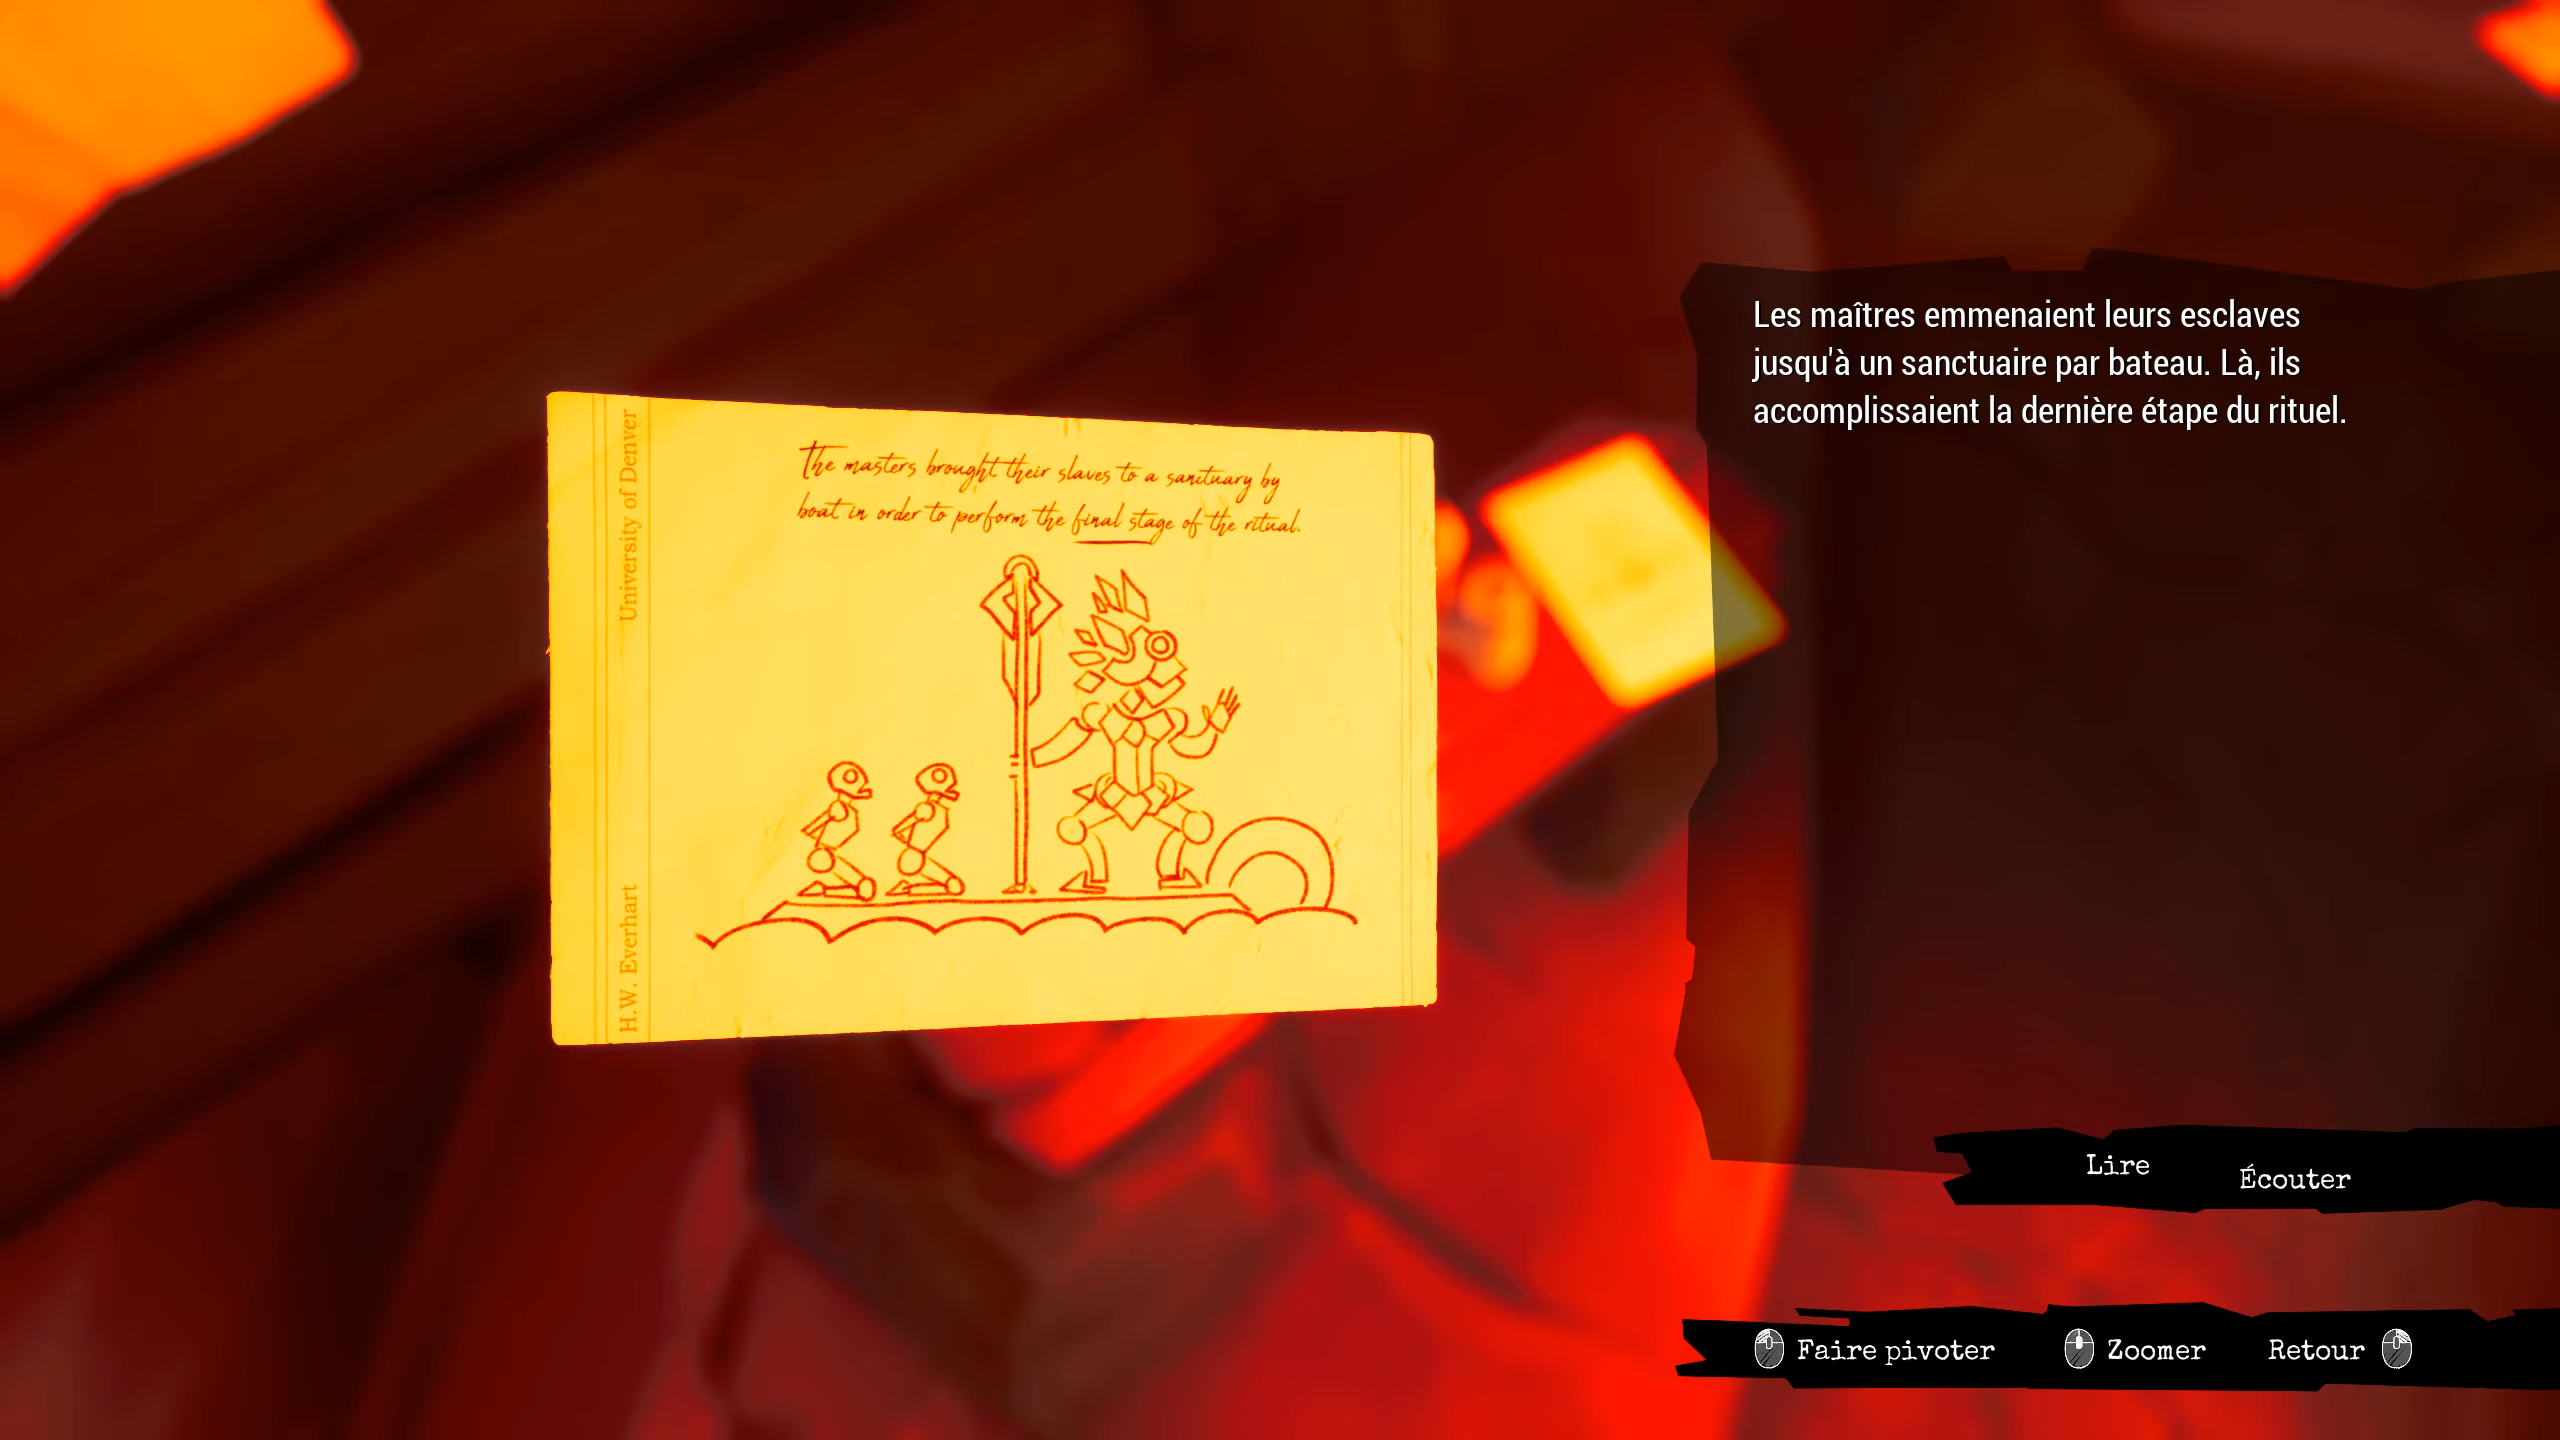 University of Denver
H.W. Everhart
The masters brought their slaves to a sanctuary by
boat in order to perform the final stage of the ritual.
Les maîtres emmenaient leurs esclaves
jusqu'à un sanctuaire par bateau. Là, ils
accomplissaient la dernière étape du rituel.
Lire
Écouter
Faire pivoter
Zoomer
Retour